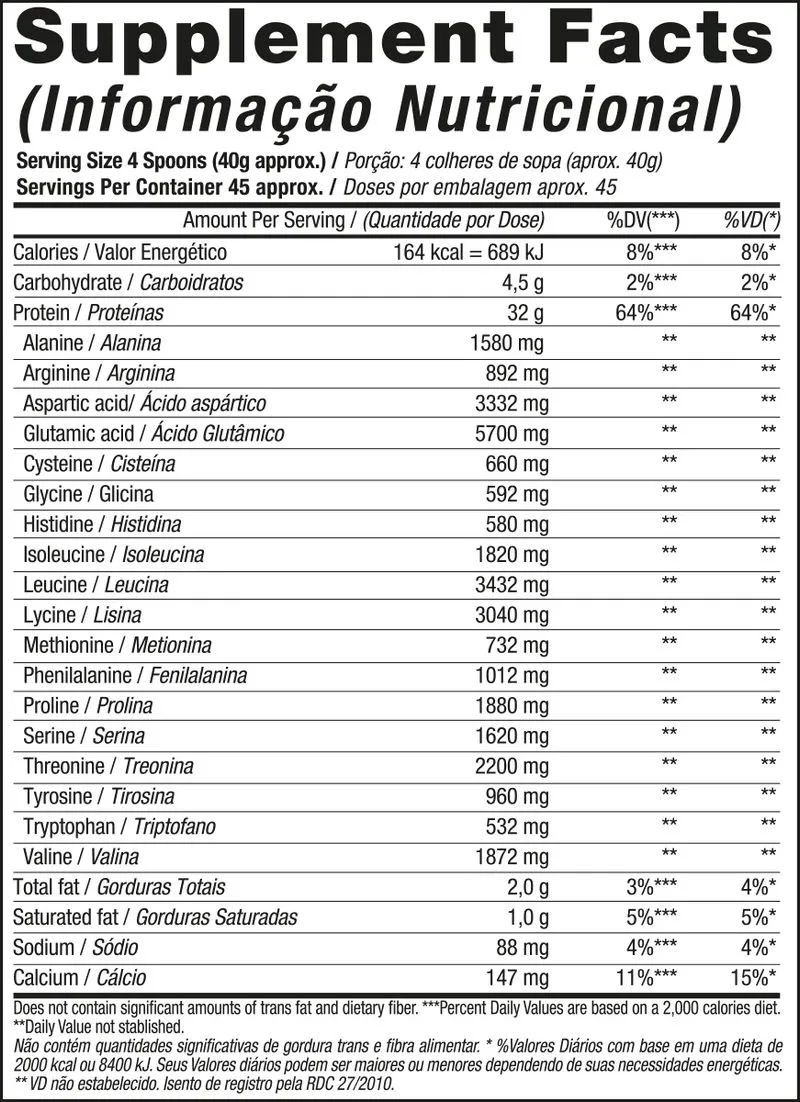 Supplement Facts
(Informação Nutricional)
Serving Size 4 Spoons (40g approx.) / Porção: 4 colheres de sopa (aprox. 40g)
Servings Per Container 45 approx. / Doses por embalagem aprox. 45
Amount Per Serving / (Quantidade por Dose) %DV(***) %VD(*)
Calories / Valor Energético 164 kcal = 689 kJ 8%*** 8%*
Carbohydrate / Carboidratos 4,5 g 2%*** 2%*
Protein / Proteínas 32 g 64%*** 64%*
Alanine / Alanina 1580 mg ** **
Arginine / Arginina 892 mg ** **
Aspartic acid/ Ácido aspártico 3332 mg ** **
Glutamic acid / Ácido Glutâmico 5700 mg ** **
Cysteine / Cisteína 660 mg ** **
Glycine / Glicina 592 mg ** **
Histidine / Histidina 580 mg ** **
Isoleucine / Isoleucina 1820 mg ** **
Leucine / Leucina 3432 mg ** **
Lycine / Lisina 3040 mg ** **
Methionine / Metionina 732 mg ** **
Phenilalanine / Fenilalanina 1012 mg ** **
Proline / Prolina 1880 mg ** **
Serine / Serina 1620 mg ** **
Threonine / Treonina 2200 mg ** **
Tyrosine / Tirosina 960 mg ** **
Tryptophan / Triptofano 532 mg ** **
Valine / Valina 1872 mg ** **
Total fat / Gorduras Totais 2,0 g 3%*** 4%*
Saturated fat / Gorduras Saturadas 1,0 g 5%*** 5%*
Sodium / Sódio 88 mg 4%*** 4%*
Calcium / Cálcio 147 mg 11%*** 15%*
Does not contain significant amounts of trans fat and dietary fiber. ***Percent Daily Values are based on a 2,000 calories diet.
**Daily Value not stablished.
Não contém quantidades significativas de gordura trans e fibra alimentar. * %Valores Diários com base em uma dieta de
2000 kcal ou 8400 kJ. Seus Valores diários podem ser maiores ou menores dependendo de suas necessidades energéticas.
** VD não estabelecido. Isento de registro pela RDC 27/2010.